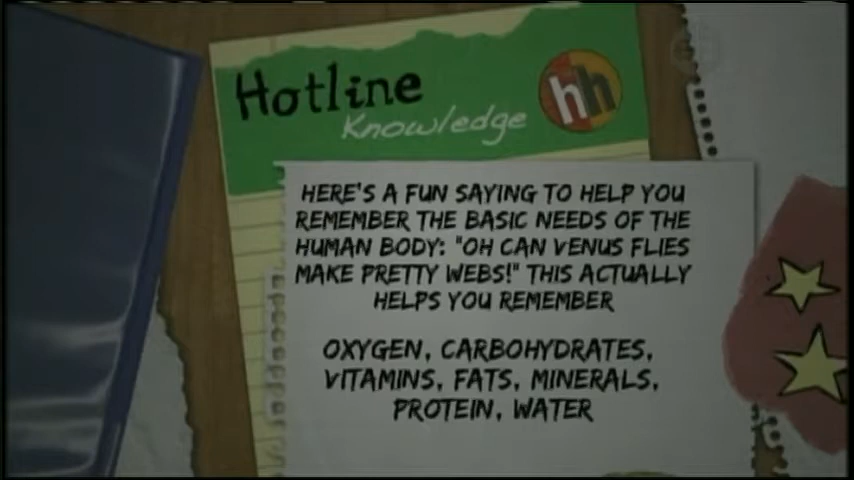 Hotline
hh
Knowledge
HERE'S A FUN SAYING TO HELP YOU
REMEMBER THE BASIC NEEDS OF THE
HUMAN BODY: "OH CAN VENUS FLIES
MAKE PRETTY WEBS!" THIS ACTUALLY
HELPS YOU REMEMBER
OXYGEN, CARBOHYDRATES,
VITAMINS, FATS, MINERALS,
PROTEIN, WATER